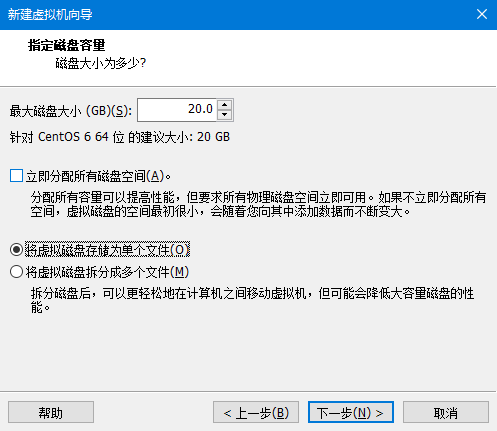 新建虚拟机向导
指定磁盘容量
磁盘大小为多少?
最大磁盘大小 (GB)(S): 20.0
针对 CentOS 6 64 位 的建议大小: 20 GB
立即分配所有磁盘空间(A)。
分配所有容量可以提高性能，但要求所有物理磁盘空间立即可用。如果不立即分配所有
空间，虚拟磁盘的空间最初很小，会随着您向其中添加数据而不断变大。
将虚拟磁盘存储为单个文件(O)
将虚拟磁盘拆分成多个文件(M)
拆分磁盘后，可以更轻松地在计算机之间移动虚拟机，但可能会降低大容量磁盘的性
能。
帮助 < 上一步(B) 下一步(N) > 取消